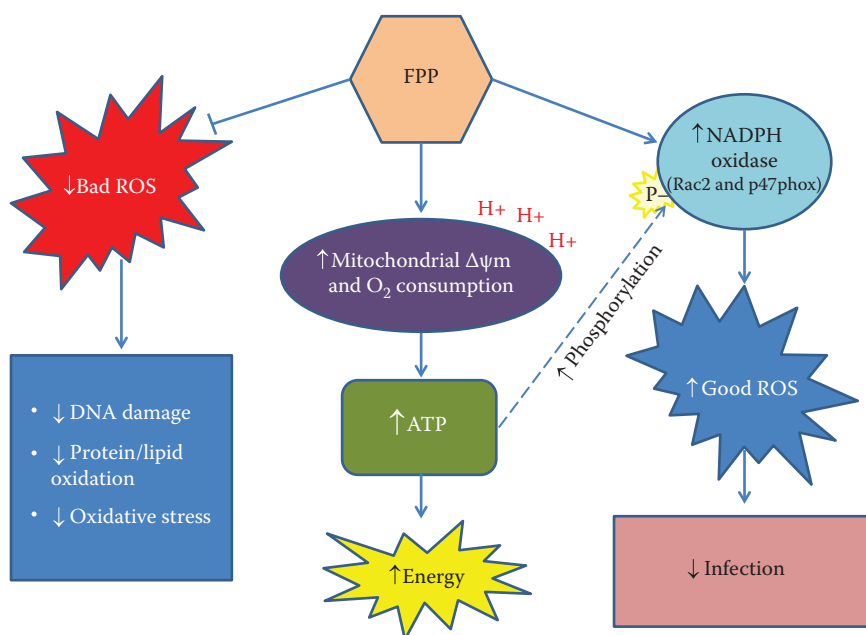 FPP
↓Bad ROS
↑NADPH
oxidase
(Rac2 and p47phox)
P–
H+
H+
H+
↑Mitochondrial Δψm
and O₂ consumption
↑Phosphorylation
• ↓ DNA damage
• ↓ Protein/lipid
oxidation
• ↓ Oxidative stress
↑ATP
↑Good ROS
↑Energy
↓ Infection